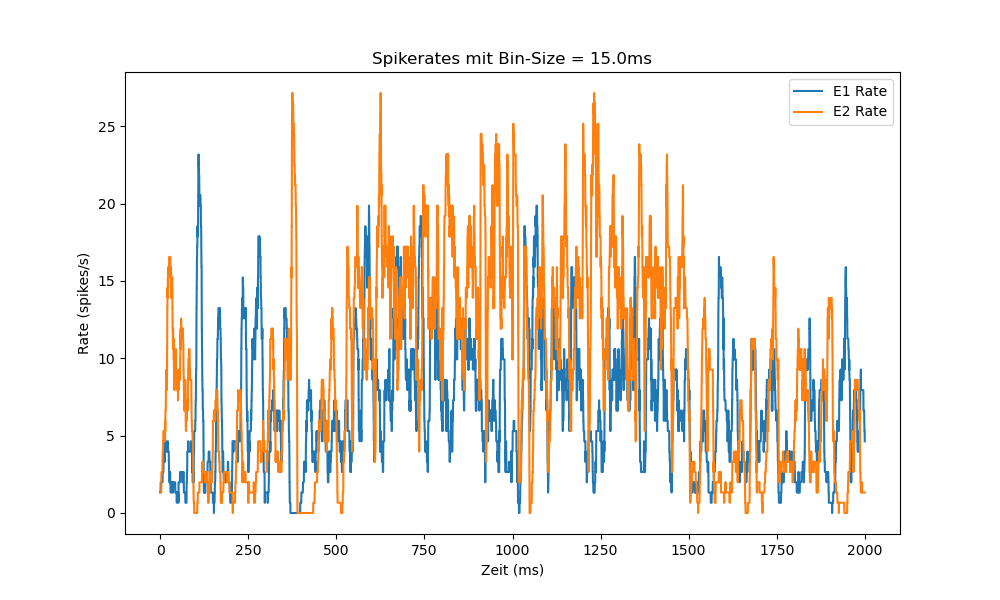 Spikerates mit Bin-Size = 15.0ms
E1 Rate
E2 Rate
Rate (spikes/s)
25
20
15
10
5
0
0 250 500 750 1000 1250 1500 1750 2000
Zeit (ms)